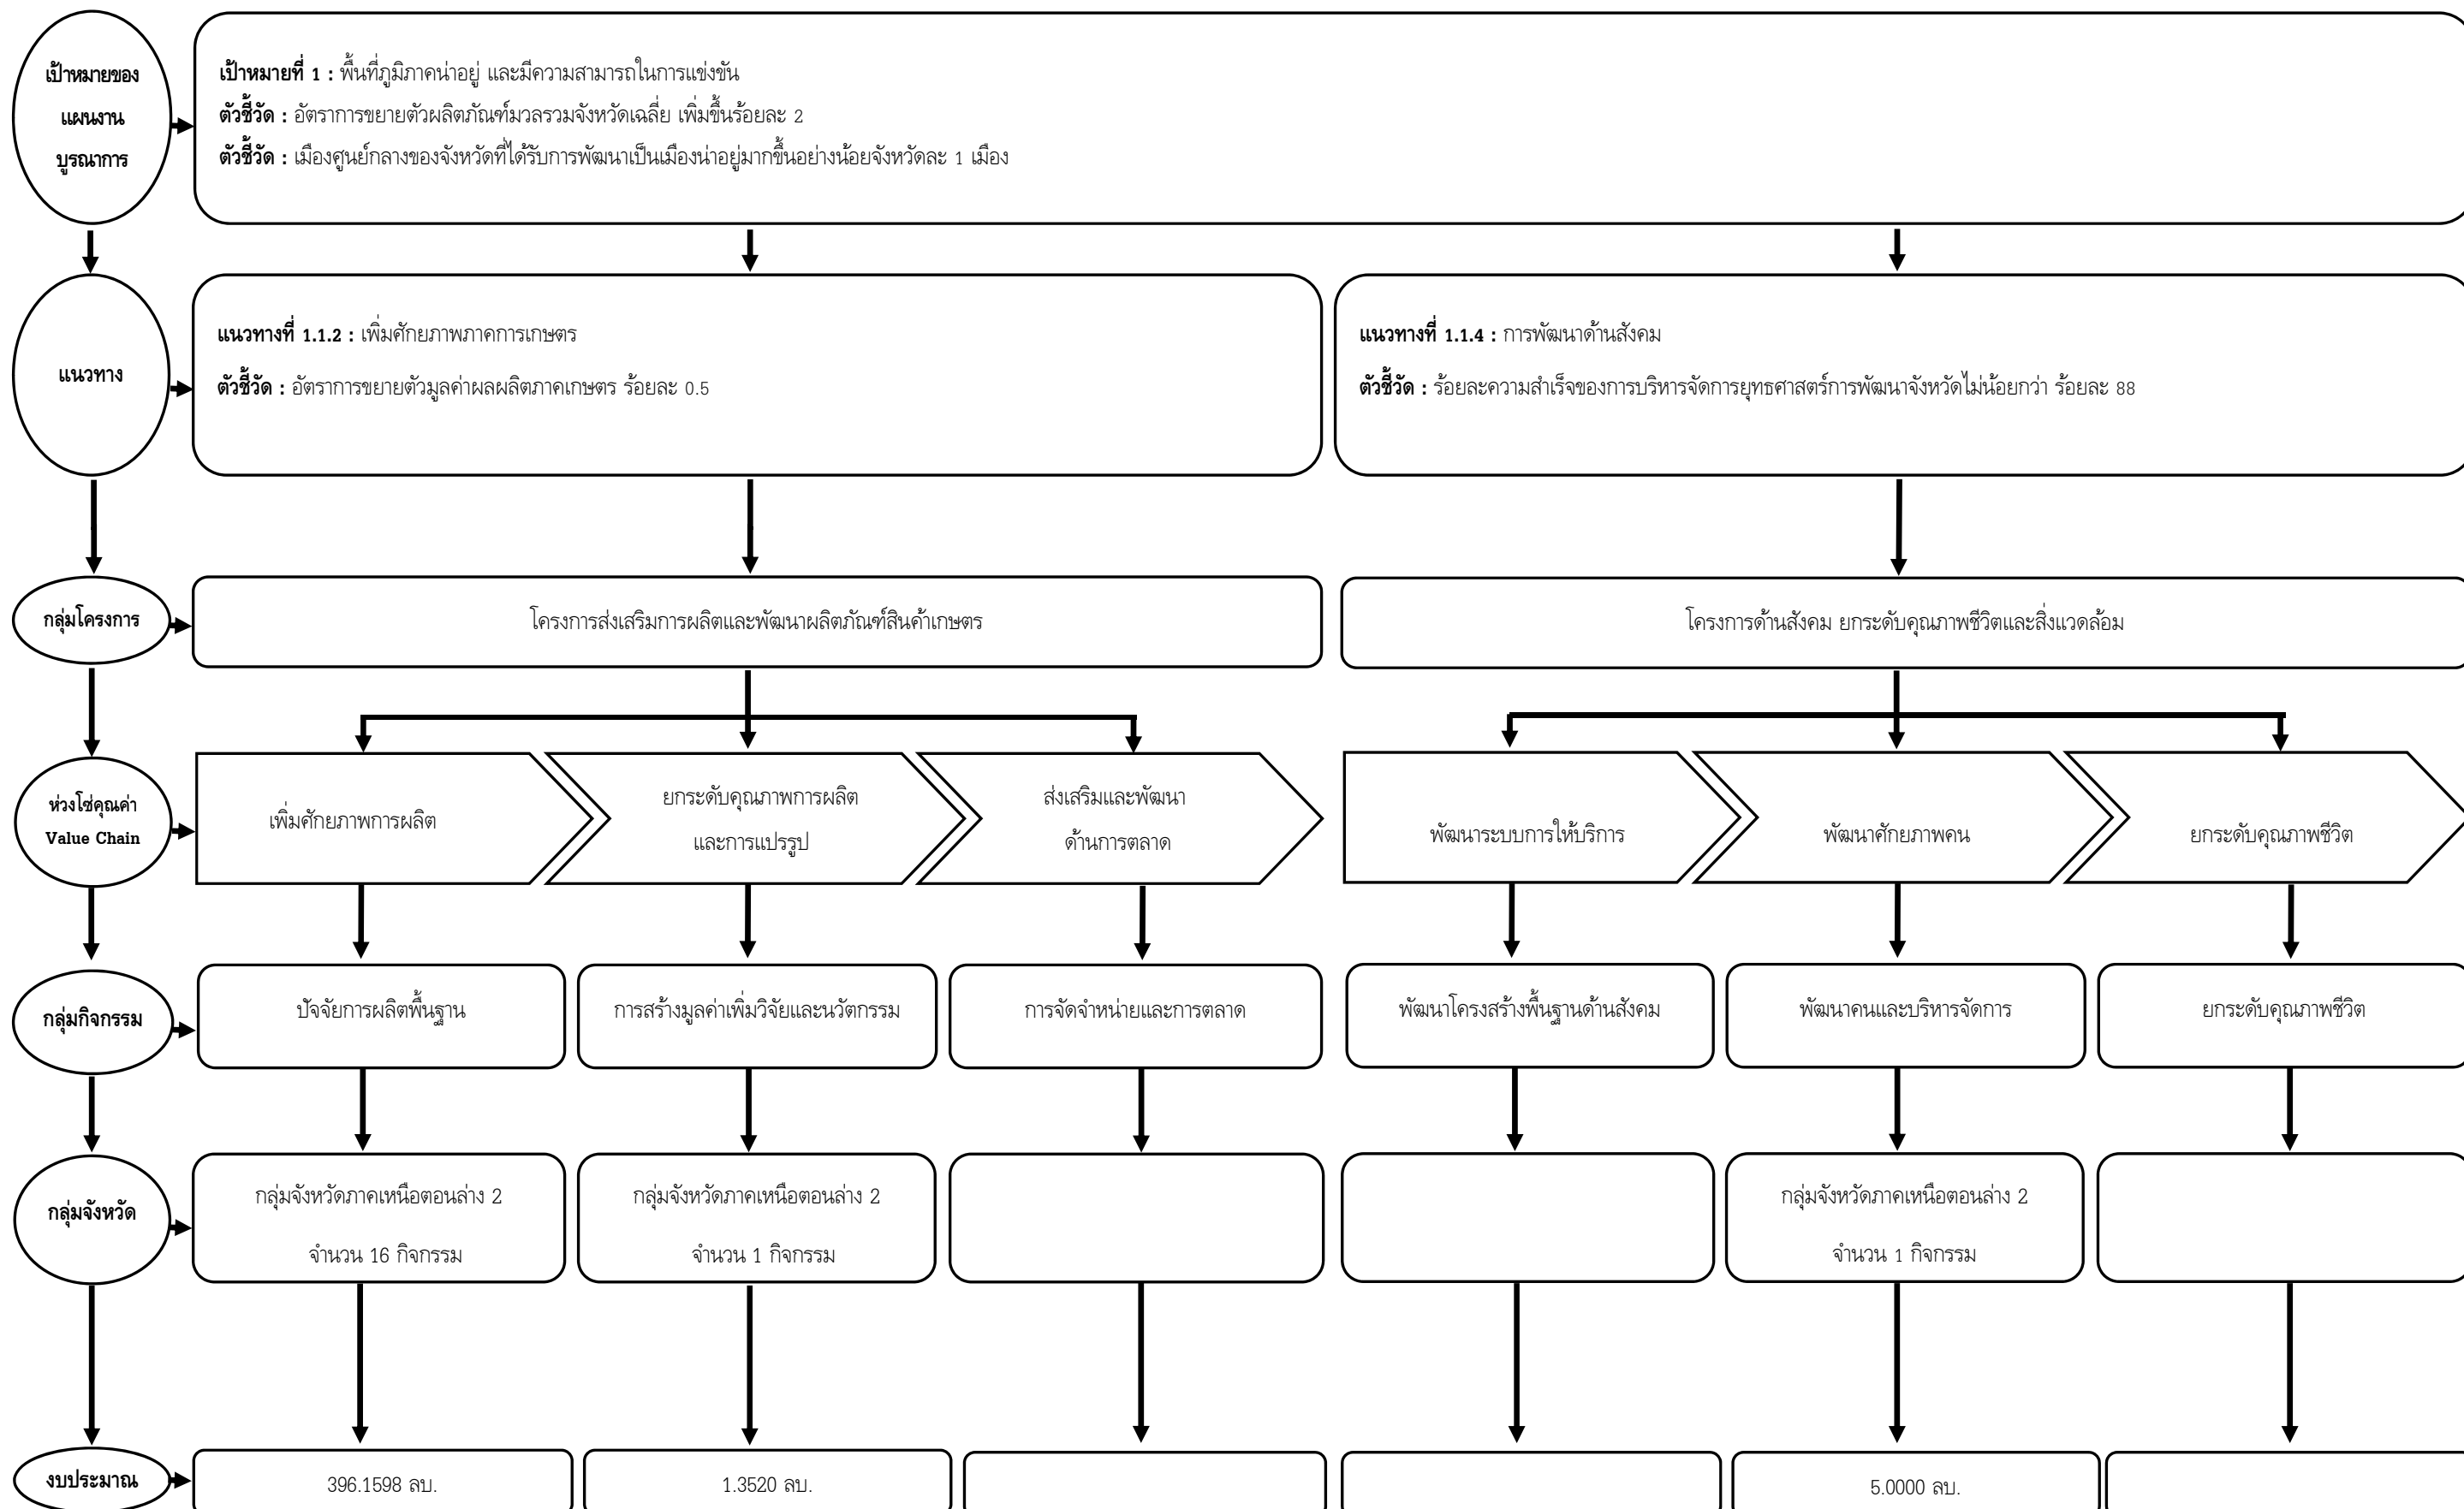 เป้าหมายของ
แผนงาน
บูรณาการ
เป้าหมายที่ 1 : พื้นที่ภูมิภาคน่าอยู่ และมีความสามารถในการแข่งขัน
ตัวชี้วัด : อัตราการขยายตัวผลิตภัณฑ์มวลรวมจังหวัดเฉลี่ย เพิ่มขึ้นร้อยละ 2
ตัวชี้วัด : เมืองศูนย์กลางของจังหวัดที่ได้รับการพัฒนาเป็นเมืองน่าอยู่มากขึ้นอย่างน้อยจังหวัดละ 1 เมือง
แนวทาง
แนวทางที่ 1.1.2 : เพิ่มศักยภาพภาคการเกษตร
ตัวชี้วัด : อัตราการขยายตัวมูลค่าผลผลิตภาคเกษตร ร้อยละ 0.5
แนวทางที่ 1.1.4 : การพัฒนาด้านสังคม
ตัวชี้วัด : ร้อยละความสำเร็จของการบริหารจัดการยุทธศาสตร์การพัฒนาจังหวัดไม่น้อยกว่า ร้อยละ 88
กลุ่มโครงการ
โครงการส่งเสริมการผลิตและพัฒนาผลิตภัณฑ์สินค้าเกษตร
โครงการด้านสังคม ยกระดับคุณภาพชีวิตและสิ่งแวดล้อม
ห่วงโซ่คุณค่า
Value Chain
เพิ่มศักยภาพการผลิต
ยกระดับคุณภาพการผลิต
และการแปรรูป
ส่งเสริมและพัฒนา
ด้านการตลาด
พัฒนาระบบการให้บริการ
พัฒนาศักยภาพคน
ยกระดับคุณภาพชีวิต
กลุ่มกิจกรรม
ปัจจัยการผลิตพื้นฐาน
การสร้างมูลค่าเพิ่มวิจัยและนวัตกรรม
การจัดจำหน่ายและการตลาด
พัฒนาโครงสร้างพื้นฐานด้านสังคม
พัฒนาคนและบริหารจัดการ
ยกระดับคุณภาพชีวิต
กลุ่มจังหวัด
กลุ่มจังหวัดภาคเหนือตอนล่าง 2
จำนวน 16 กิจกรรม
กลุ่มจังหวัดภาคเหนือตอนล่าง 2
จำนวน 1 กิจกรรม
กลุ่มจังหวัดภาคเหนือตอนล่าง 2
จำนวน 1 กิจกรรม
งบประมาณ
396.1598 ลบ.
1.3520 ลบ.
5.0000 ลบ.